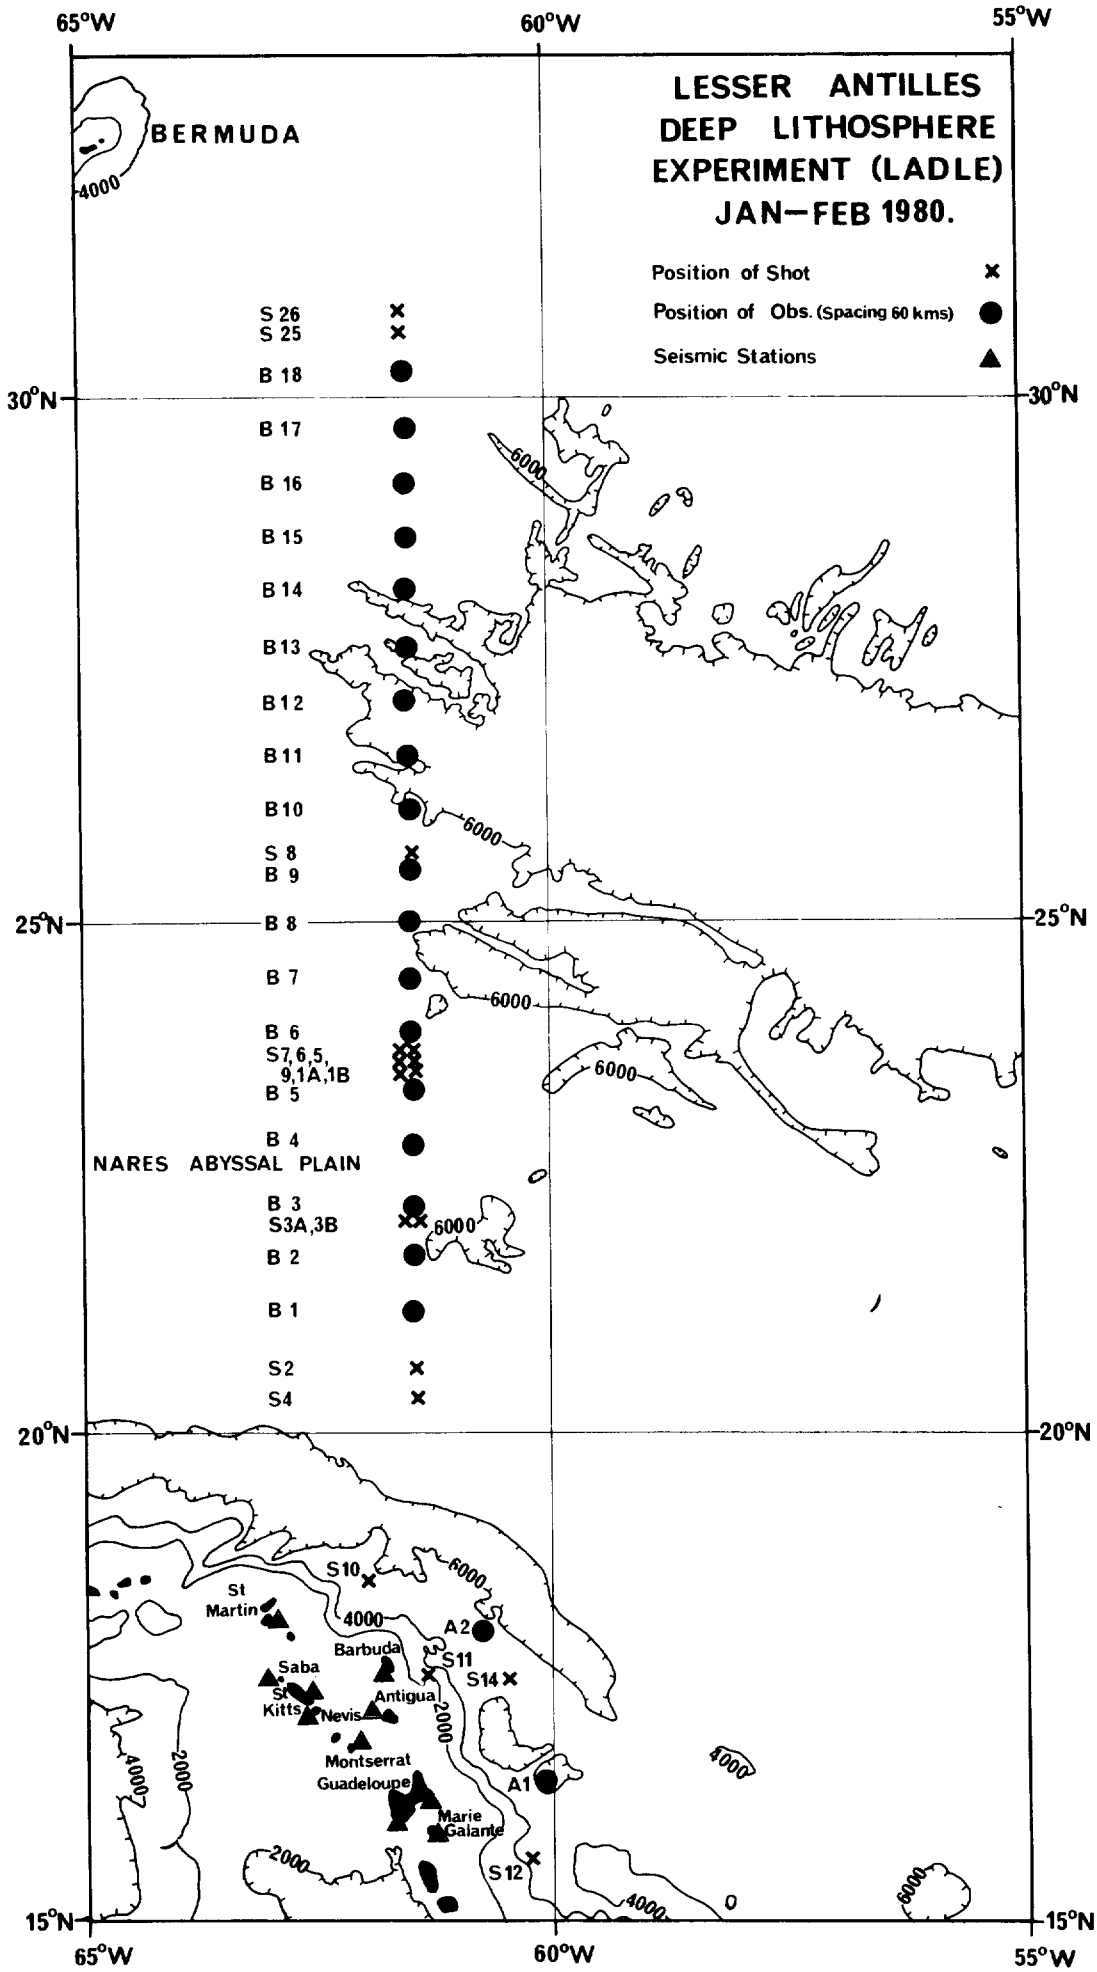 65°W
60°W
55°W
LESSER ANTILLES
DEEP LITHOSPHERE
EXPERIMENT (LADLE)
JAN—FEB 1980.
BERMUDA
4000
Position of Shot
Position of Obs. (Spacing 60 kms)
Seismic Stations
S 26
S 25
B 18
30°N
30°N
B 17
6000
B 16
B 15
B 14
B 13
B 12
B 11
B 10
6000
S 8
B 9
25°N
B 8
25°N
B 7
6000
B 6
S7,6,5,
9,1A,1B
6000
B 5
B 4
NARES ABYSSAL PLAIN
B 3
S3A,3B
6000
B 2
B 1
S2
S4
20°N
20°N
S10
6000
St
Martin
4000
A2
Barbuda
S11
Saba
S14
St
Kitts
Nevis
Antigua
2000
Montserrat
4000
2000
Guadeloupe
A1
4000
Marie
Galante
2000
S12
4000
6000
15°N
15°N
65°W
60°W
55°W